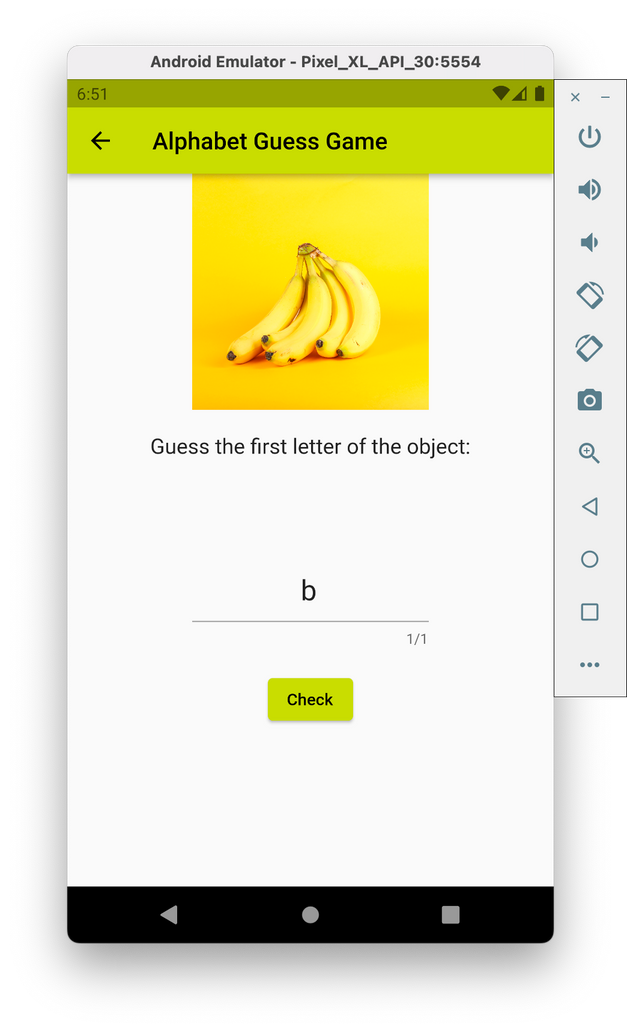 Android Emulator - Pixel_XL_API_30:5554
6:51
Alphabet Guess Game
Guess the first letter of the object:
b
1/1
Check